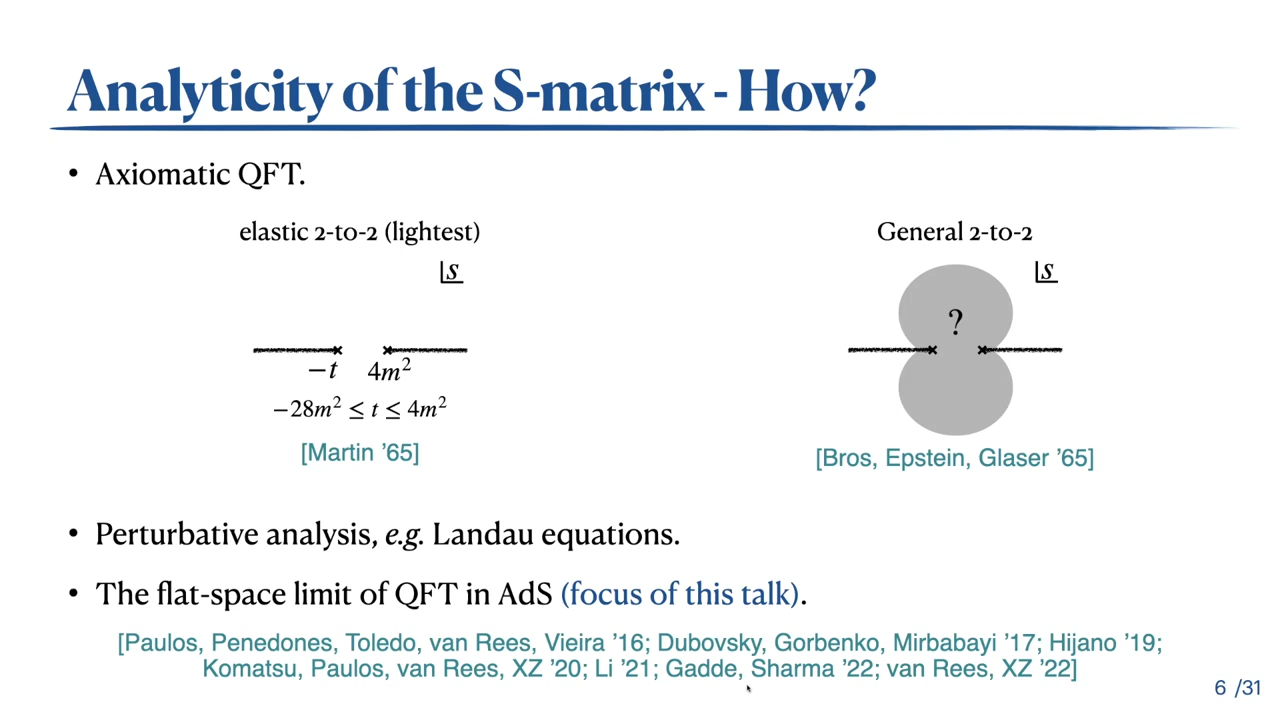 Analyticity of the S-matrix - How?
• Axiomatic QFT.
elastic 2-to-2 (lightest)
s
−t 4m²
−28m² ≤ t ≤ 4m²
[Martin ’65]
General 2-to-2
s
?
[Bros, Epstein, Glaser ’65]
• Perturbative analysis, e.g. Landau equations.
• The flat-space limit of QFT in AdS (focus of this talk).
[Paulos, Penedones, Toledo, van Rees, Vieira ’16; Dubovsky, Gorbenko, Mirbabayi ’17; Hijano ’19;
Komatsu, Paulos, van Rees, XZ ’20; Li ’21; Gadde, Sharma ’22; van Rees, XZ ’22]
6 /31